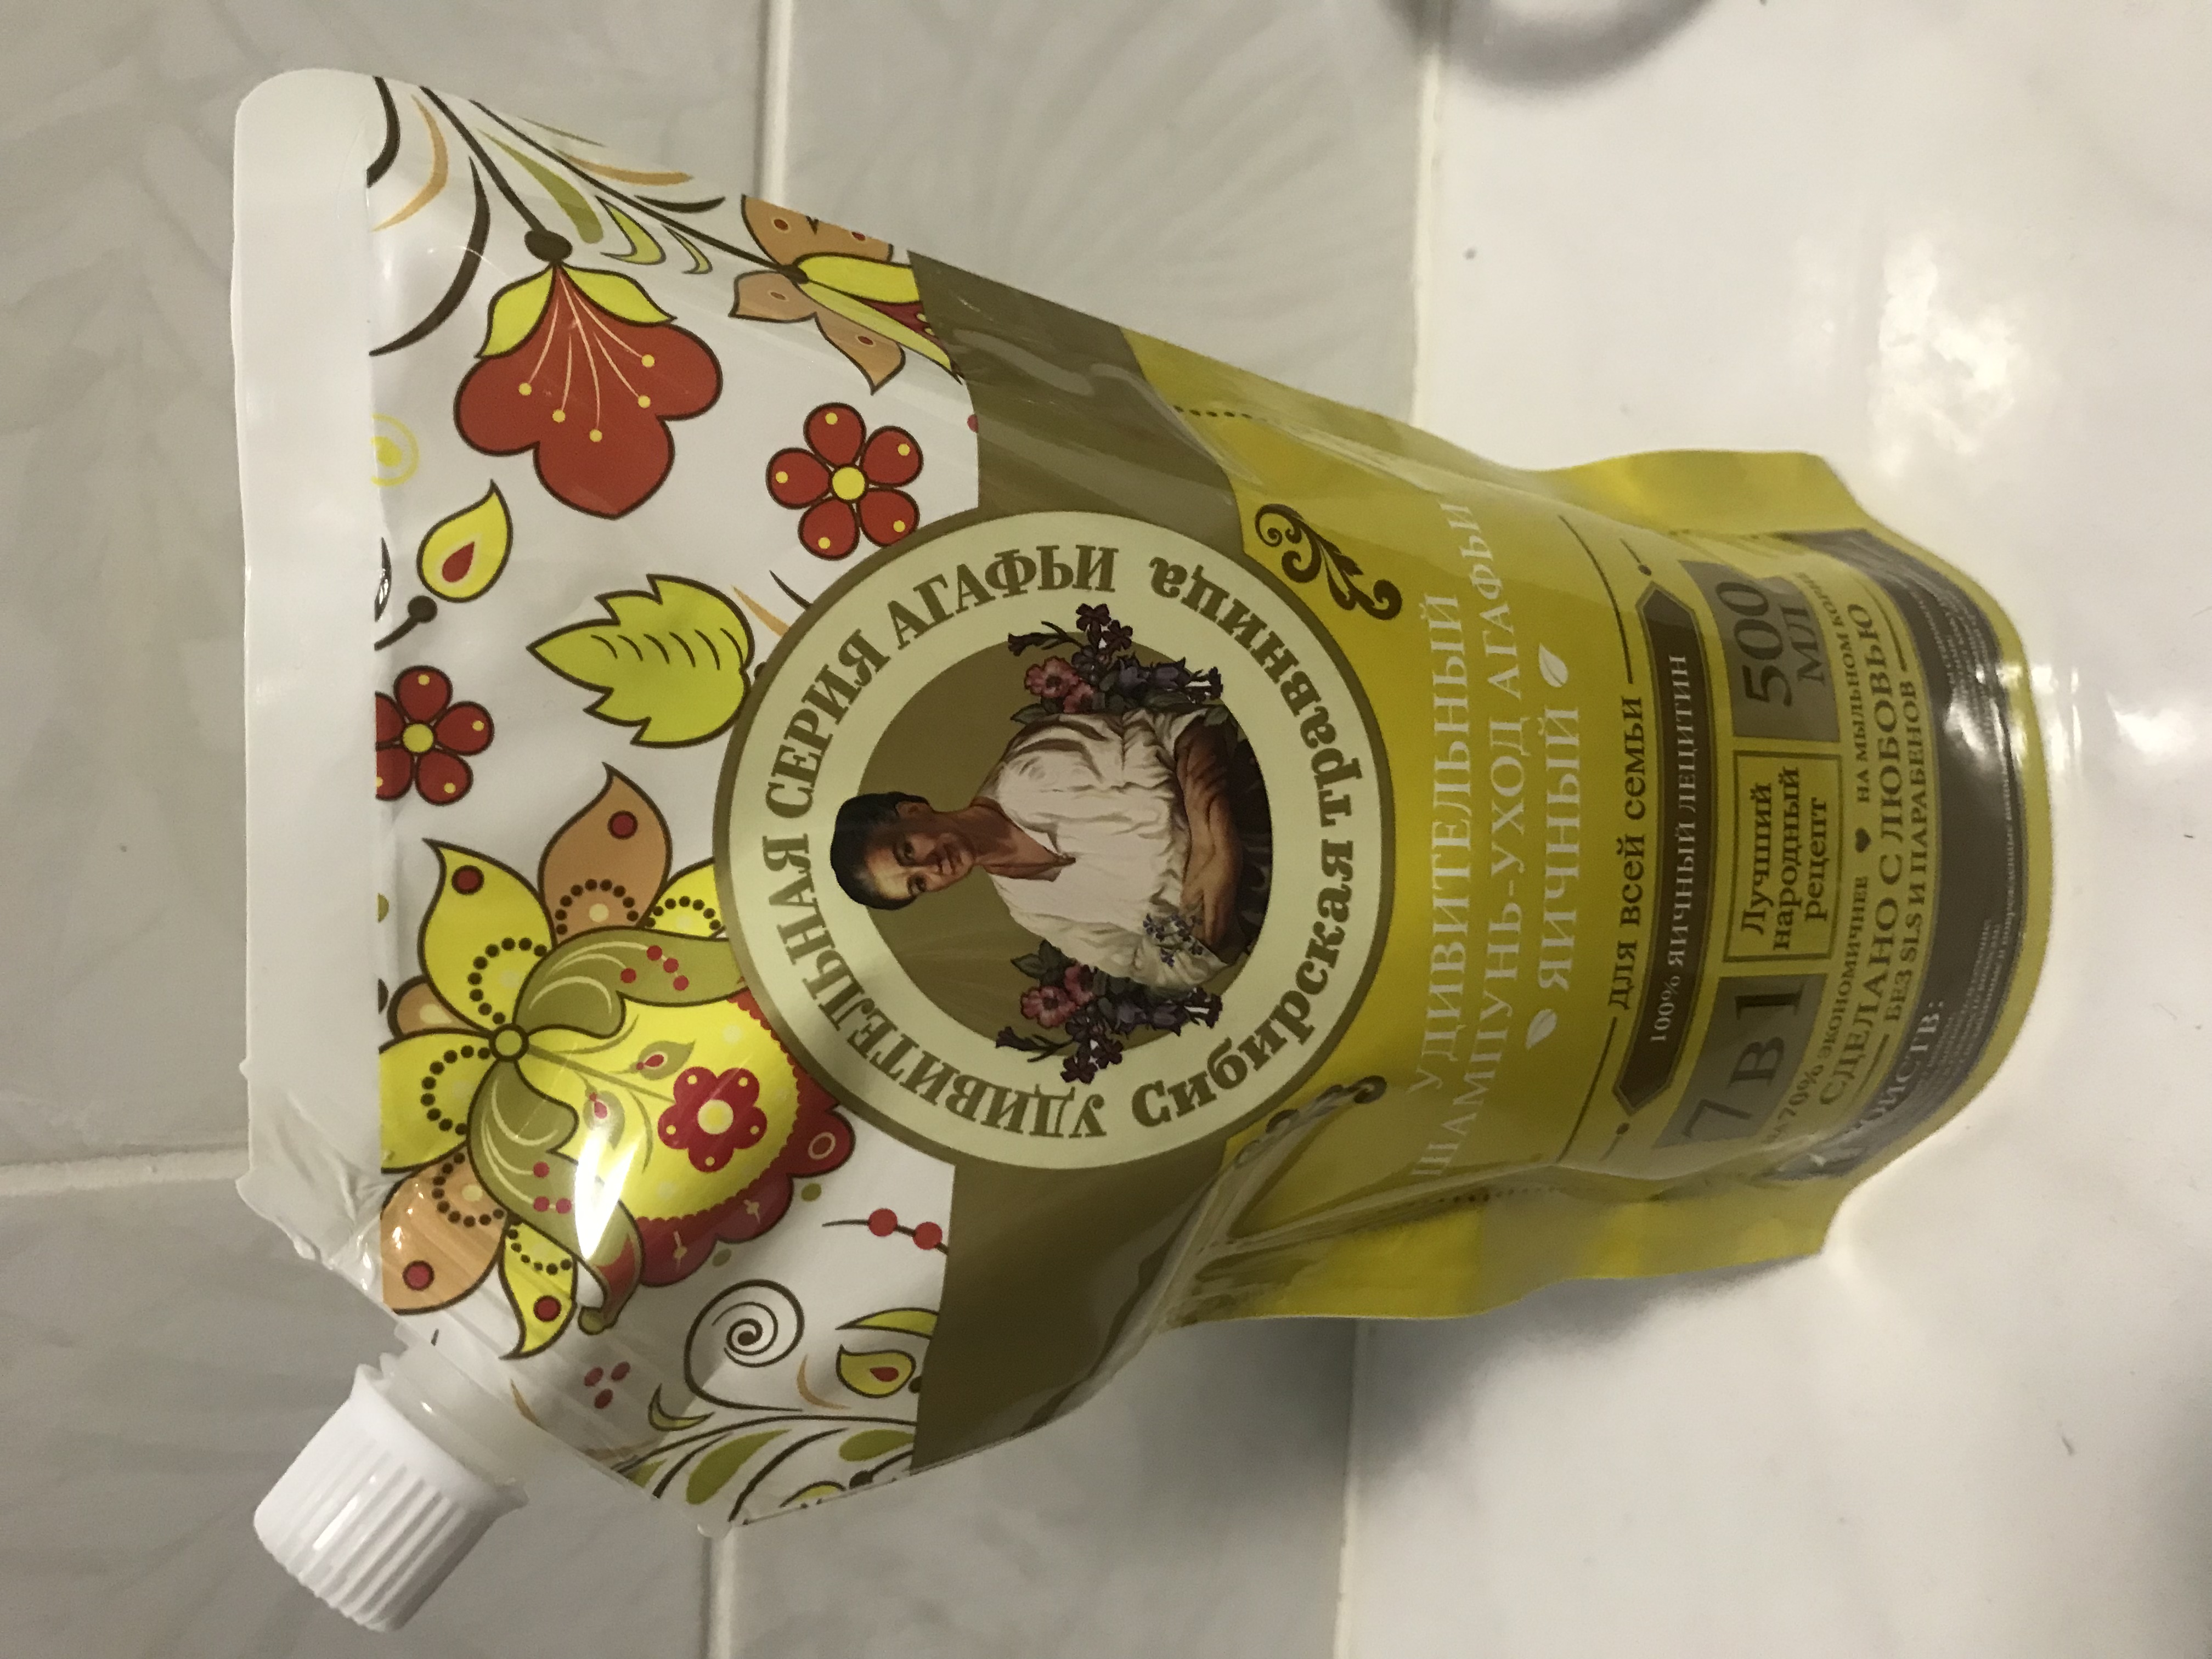 УДИВИТЕЛЬНАЯ СЕРИЯ АГАФЬИ
Сибирская травница
УДИВИТЕЛЬНЫЙ
ШАМПУНЬ-УХОД АГАФЬИ
ЯИЧНЫЙ
ДЛЯ ВСЕЙ СЕМЬИ
100% ЯИЧНЫЙ ЛЕЦИТИН
7 В 1
Лучший
народный
рецепт
500
МЛ
НА 70% ЭКОНОМИЧНЕЕ
НА МЫЛЬНОМ КОРНЕ
СДЕЛАНО С ЛЮБОВЬЮ
БЕЗ SLS И ПАРАБЕНОВ